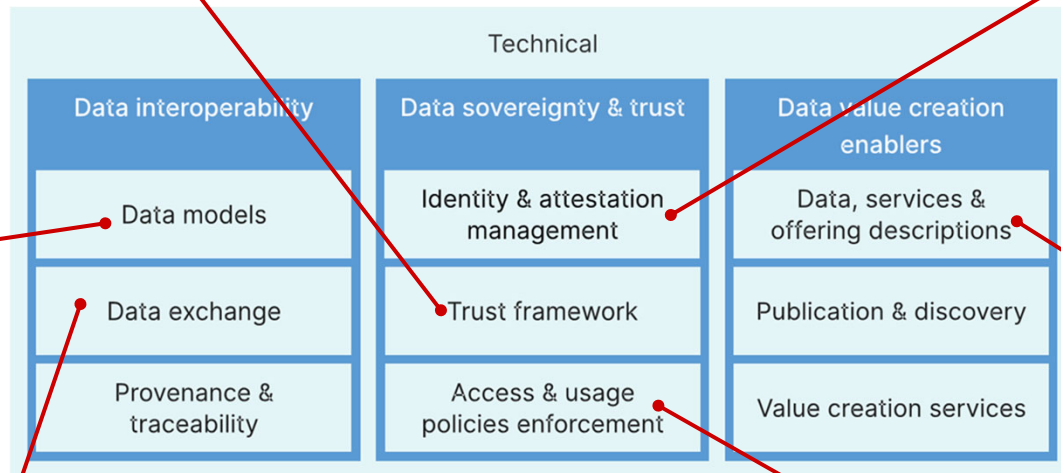 Technical
Data interoperability
Data models
Data exchange
Provenance &
traceability
Data sovereignty & trust
Identity & attestation
management
Trust framework
Access & usage
policies enforcement
Data value creation
enablers
Data, services &
offering descriptions
Publication & discovery
Value creation services